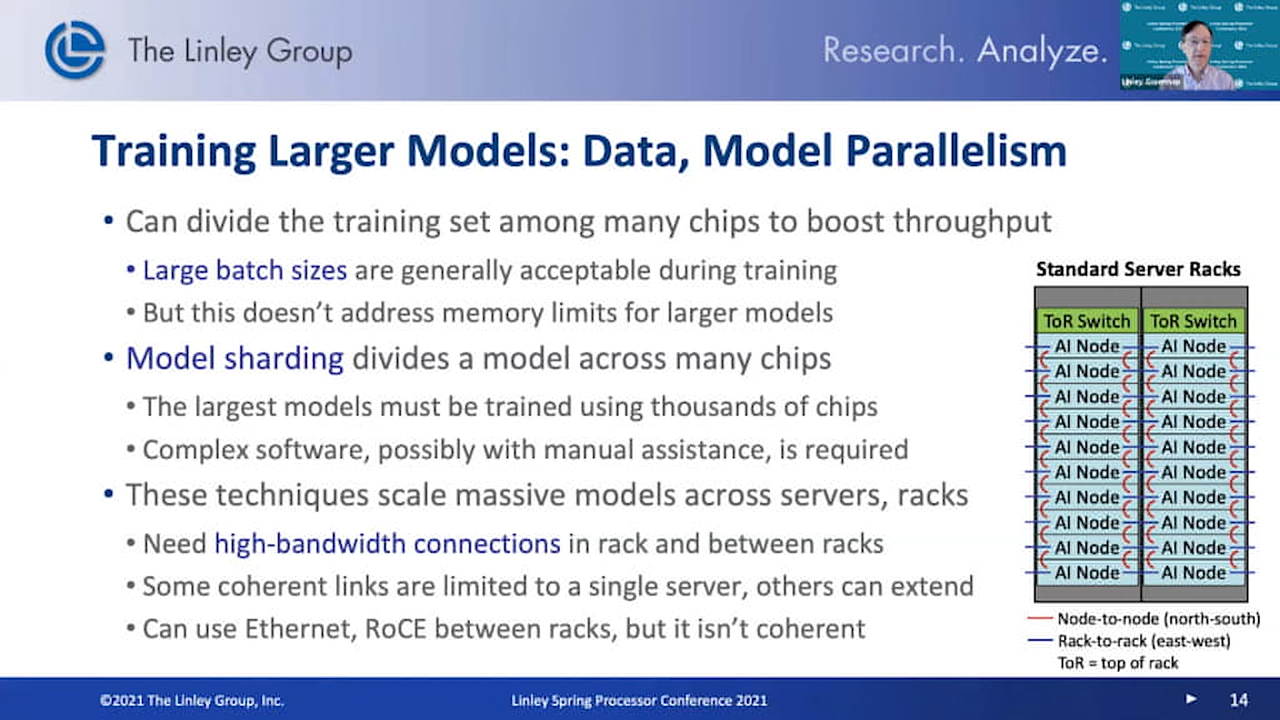 The Linley Group
Research. Analyze.
Training Larger Models: Data, Model Parallelism
• Can divide the training set among many chips to boost throughput
• Large batch sizes are generally acceptable during training
• But this doesn’t address memory limits for larger models
• Model sharding divides a model across many chips
• The largest models must be trained using thousands of chips
• Complex software, possibly with manual assistance, is required
• These techniques scale massive models across servers, racks
• Need high-bandwidth connections in rack and between racks
• Some coherent links are limited to a single server, others can extend
• Can use Ethernet, RoCE between racks, but it isn’t coherent
Standard Server Racks
ToR Switch ToR Switch
AI Node AI Node
AI Node AI Node
AI Node AI Node
AI Node AI Node
AI Node AI Node
AI Node AI Node
AI Node AI Node
AI Node AI Node
AI Node AI Node
AI Node AI Node
Node-to-node (north-south)
Rack-to-rack (east-west)
ToR = top of rack
©2021 The Linley Group, Inc.
Linley Spring Processor Conference 2021
14